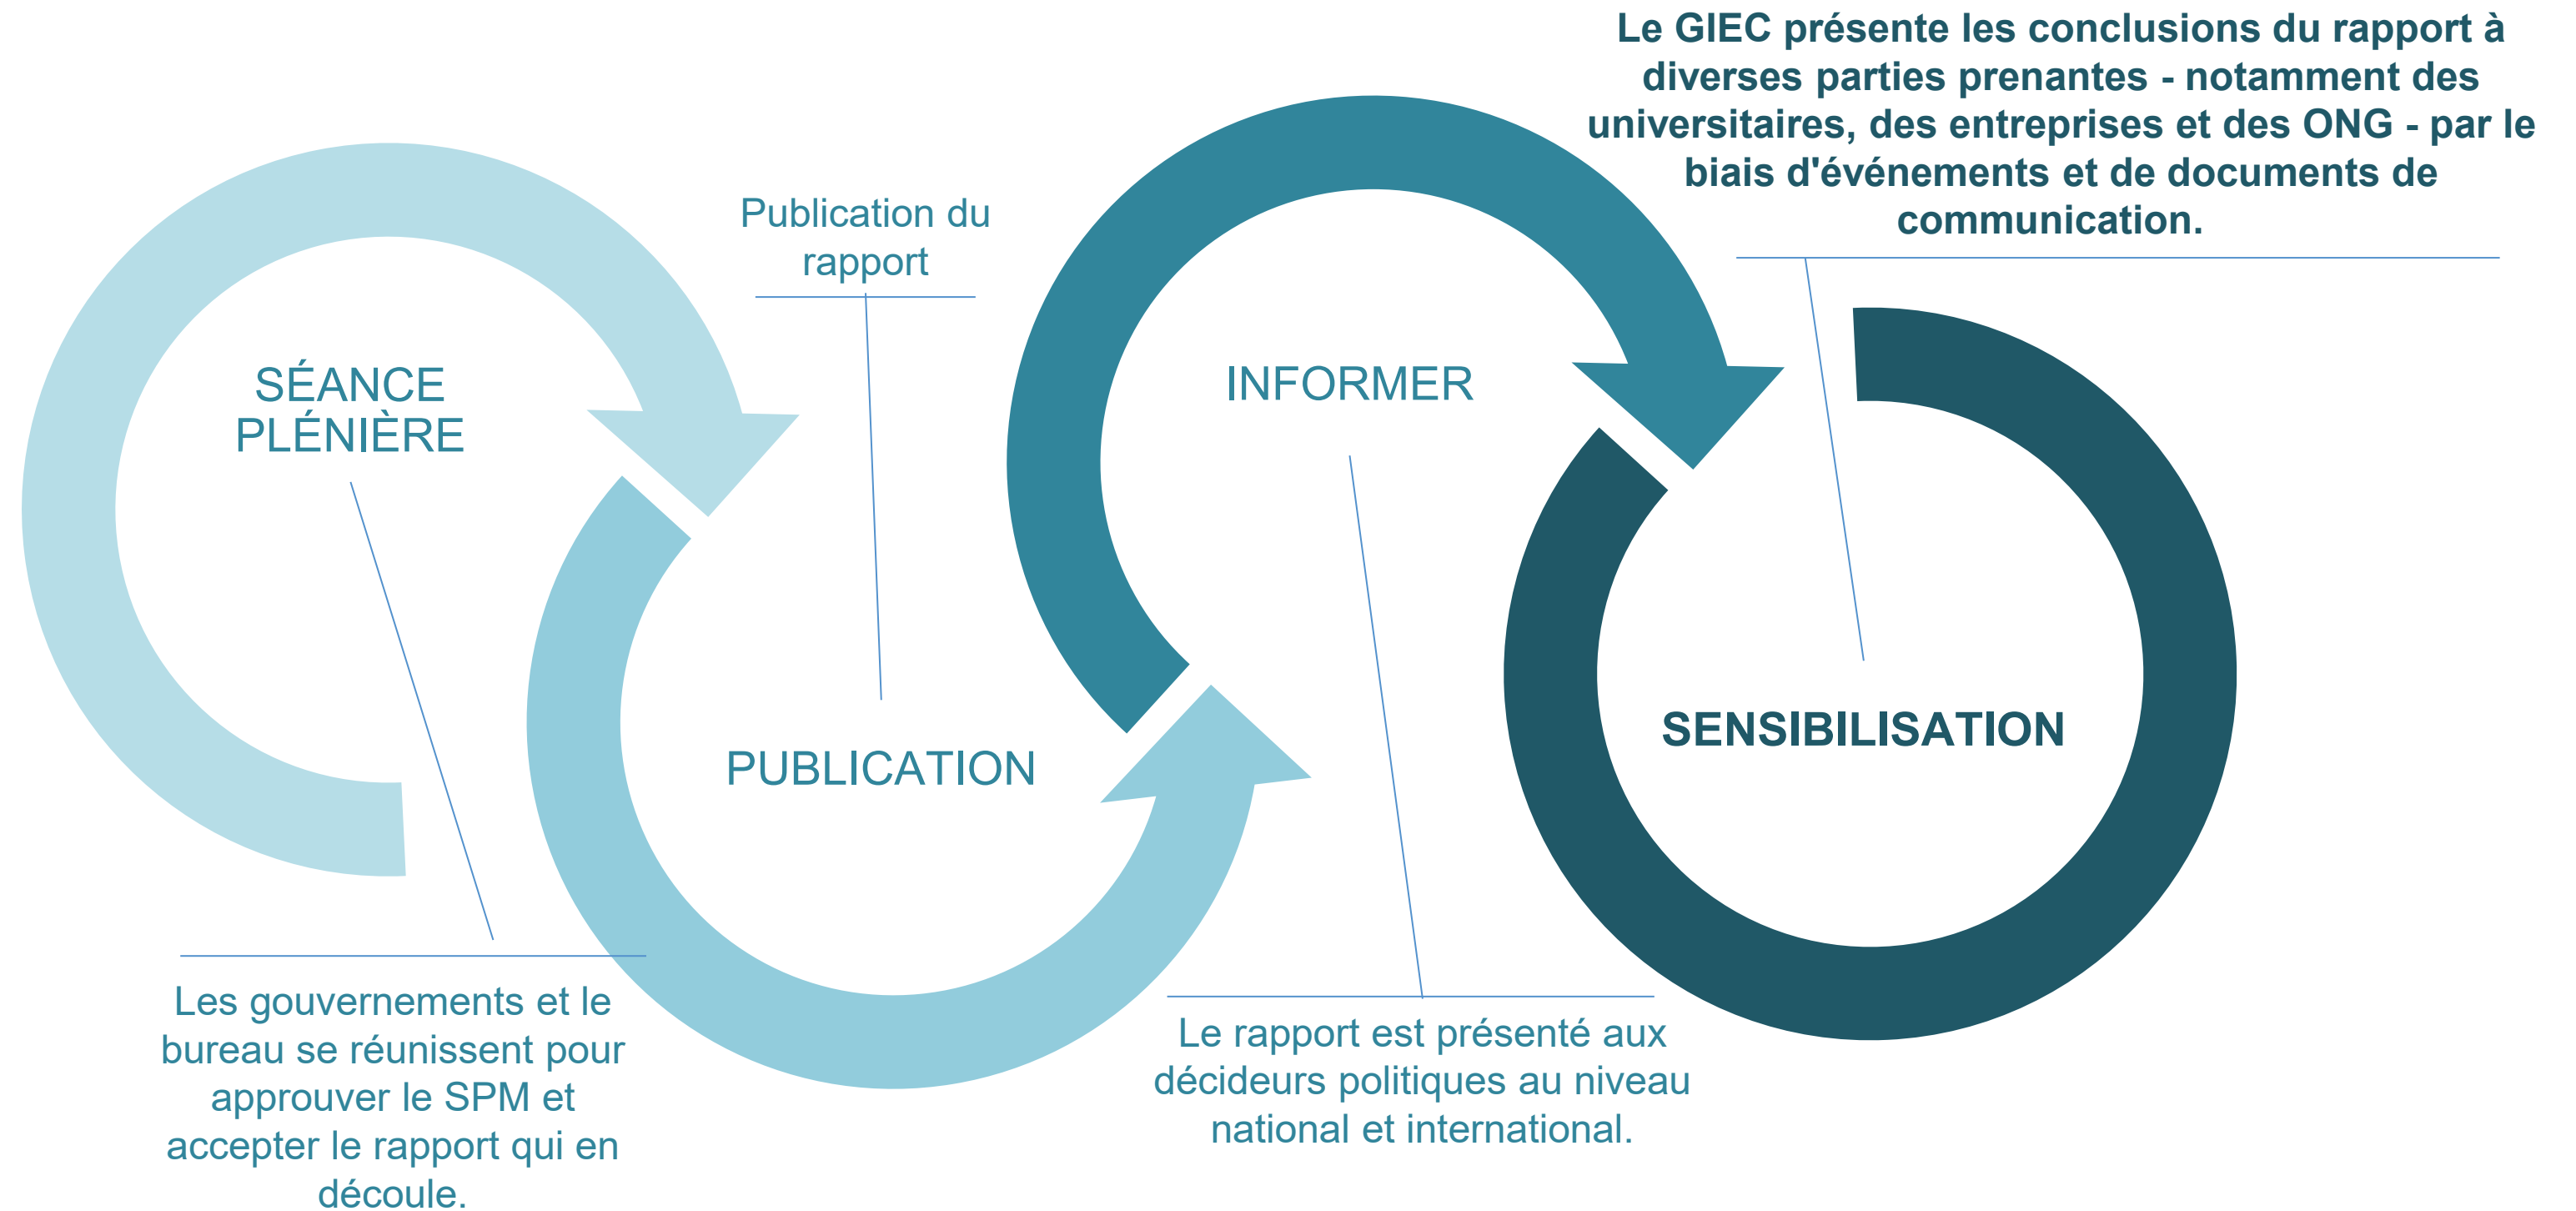 SÉANCE
PLÉNIÈRE
Les gouvernements et le
bureau se réunissent pour
approuver le SPM et
accepter le rapport qui en
découle.
Publication du
rapport
PUBLICATION
INFORMER
Le rapport est présenté aux
décideurs politiques au niveau
national et international.
Le GIEC présente les conclusions du rapport à
diverses parties prenantes - notamment des
universitaires, des entreprises et des ONG - par le
biais d'événements et de documents de
communication.
SENSIBILISATION